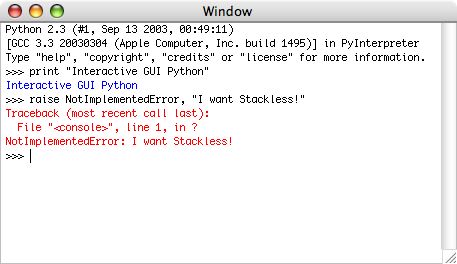 Window
Python 2.3 (#1, Sep 13 2003, 00:49:11)
[GCC 3.3 20030304 (Apple Computer, Inc. build 1495)] in PyInterpreter
Type "help", "copyright", "credits" or "license" for more information.
>>> print "Interactive GUI Python"
Interactive GUI Python
>>> raise NotImplementedError, "I want Stackless!"
Traceback (most recent call last):
  File "<console>", line 1, in ?
NotImplementedError: I want Stackless!
>>>